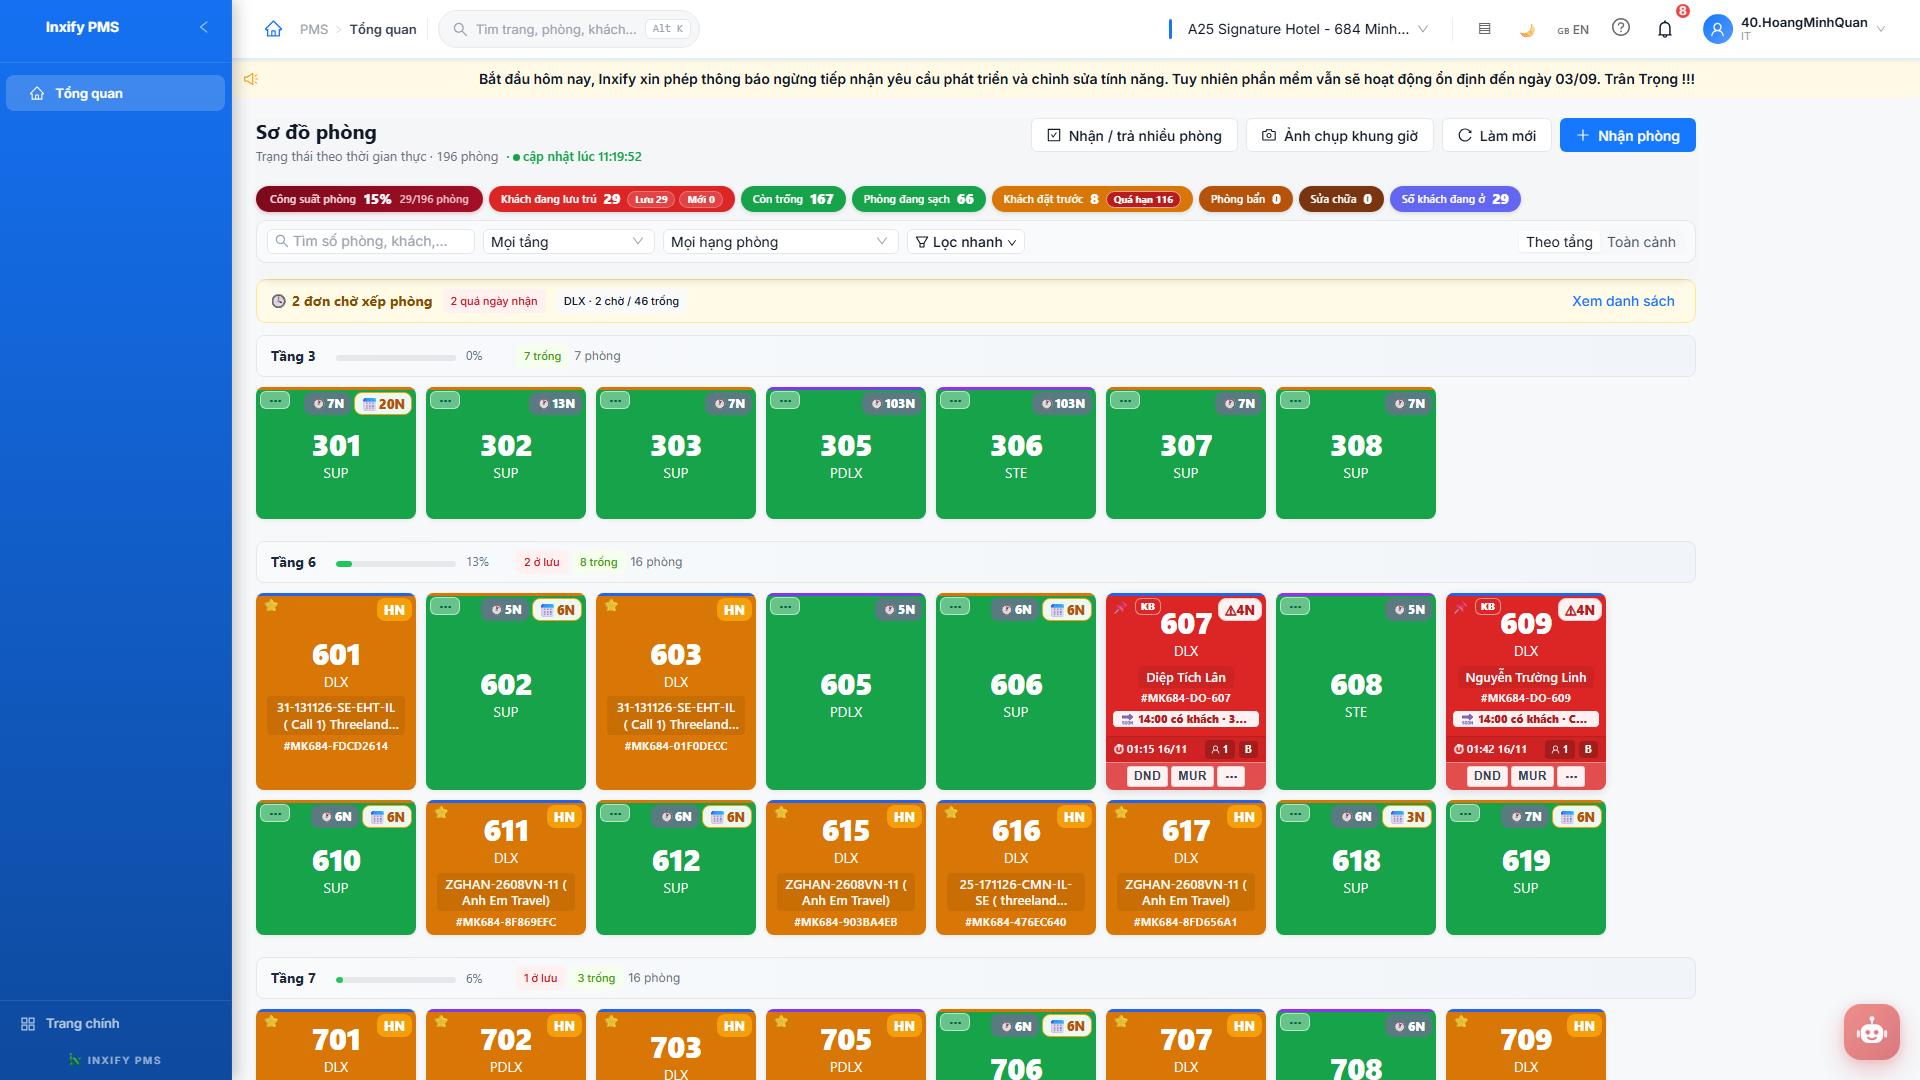 Inxify PMS
PMS > Tổng quan
Tìm trang, phòng, khách... Alt K
A25 Signature Hotel - 684 Minh...
GB EN
8
40.HoangMinhQuan
IT
Tổng quan
Bắt đầu hôm nay, Inxify xin phép thông báo ngừng tiếp nhận yêu cầu phát triển và chỉnh sửa tính năng. Tuy nhiên phần mềm vẫn sẽ hoạt động ổn định đến ngày 03/09. Trân Trọng !!!
Sơ đồ phòng
Trạng thái theo thời gian thực · 196 phòng · cập nhật lúc 11:19:52
Nhận / trả nhiều phòng
Ảnh chụp khung giờ
Làm mới
Nhận phòng
Công suất phòng 15% 29/196 phòng
Khách đang lưu trú 29 Lưu 29 Mới 0
Còn trống 167
Phòng đang sạch 66
Khách đặt trước 8 Quá hạn 116
Phòng bẩn 0
Sửa chữa 0
Số khách đang ở 29
Tìm số phòng, khách,...
Mọi tầng
Mọi hạng phòng
Lọc nhanh
Theo tầng Toàn cảnh
2 đơn chờ xếp phòng 2 quá ngày nhận DLX · 2 chờ / 46 trống Xem danh sách
Tầng 3 0% 7 trống 7 phòng
··· 7N 20N
301
SUP
··· 13N
302
SUP
··· 7N
303
SUP
··· 103N
305
PDLX
··· 103N
306
STE
··· 7N
307
SUP
··· 7N
308
SUP
Tầng 6 13% 2 ở lưu 8 trống 16 phòng
HN
601
DLX
31-131126-SE-EHT-IL
( Call 1) Threeland...
#MK684-FDCD2614
··· 5N 6N
602
SUP
HN
603
DLX
31-131126-SE-EHT-IL
( Call 1) Threeland...
#MK684-01F0DECC
··· 5N
605
PDLX
··· 6N 6N
606
SUP
KB 4N
607
DLX
Diệp Tích Lân
#MK684-DO-607
14:00 có khách · 3...
01:15 16/11 1 B
DND MUR ···
··· 5N
608
STE
KB 4N
609
DLX
Nguyễn Trường Linh
#MK684-DO-609
14:00 có khách · C...
01:42 16/11 1 B
DND MUR ···
··· 6N 6N
610
SUP
HN
611
DLX
ZGHAN-2608VN-11 (
Anh Em Travel)
#MK684-8F869EFC
··· 6N 6N
612
SUP
HN
615
DLX
ZGHAN-2608VN-11 (
Anh Em Travel)
#MK684-903BA4EB
HN
616
DLX
25-171126-CMN-IL-
SE ( threeland...
#MK684-476EC640
HN
617
DLX
ZGHAN-2608VN-11 (
Anh Em Travel)
#MK684-8FD656A1
··· 6N 3N
618
SUP
··· 7N 6N
619
SUP
Tầng 7 6% 1 ở lưu 3 trống 16 phòng
HN
701
DLX
HN
702
PDLX
HN
703
DLX
HN
705
PDLX
··· 6N 6N
706
HN
707
DLX
··· 6N
708
HN
709
DLX
Trang chính
INXIFY PMS